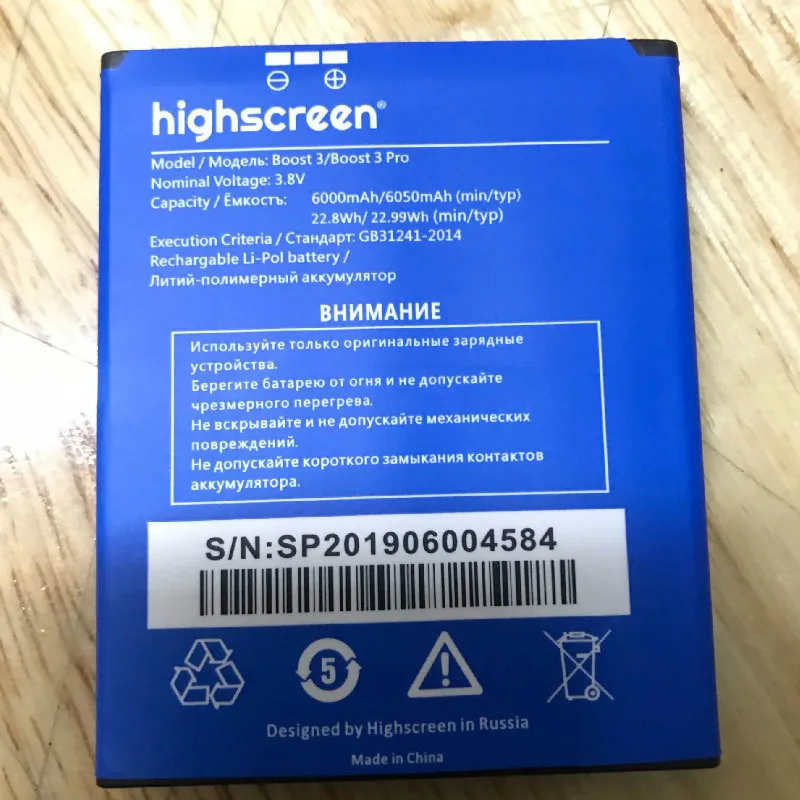 ⊖ ⊕
highscreen®
Model / Модель: Boost 3/Boost 3 Pro
Nominal Voltage: 3.8V
Capacity / Ёмкость: 6000mAh/6050mAh (min/typ)
22.8Wh/ 22.99Wh (min/typ)
Execution Criteria / Стандарт: GB31241-2014
Rechargable Li-Pol battery /
Литий-полимерный аккумулятор
ВНИМАНИЕ
Используйте только оригинальные зарядные
устройства.
Берегите батарею от огня и не допускайте
чрезмерного перегрева.
Не вскрывайте и не допускайте механических
повреждений.
Не допускайте короткого замыкания контактов
аккумулятора.
S/N:SP201906004584
5
Designed by Highscreen in Russia
Made in China